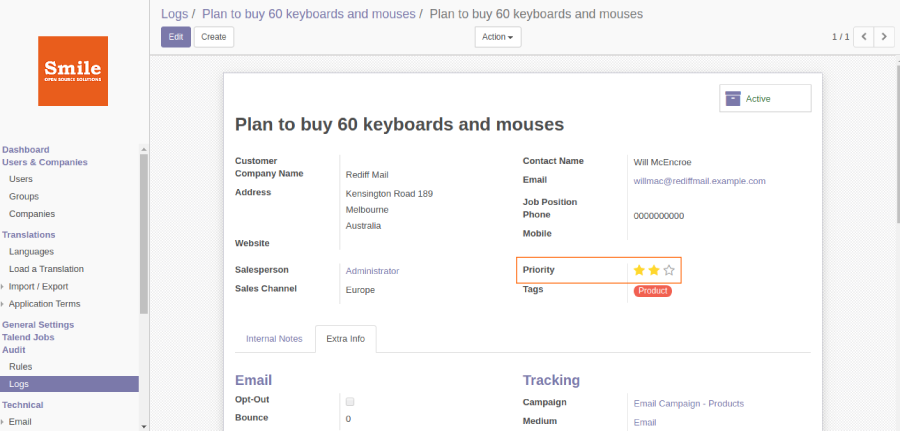 Logs / Plan to buy 60 keyboards and mouses / Plan to buy 60 keyboards and mouses
Edit Create Action 1 / 1
Smile
OPEN SOURCE SOLUTIONS
Dashboard
Users & Companies
Users
Groups
Companies
Translations
Languages
Load a Translation
Import / Export
Application Terms
General Settings
Talend Jobs
Audit
Rules
Logs
Technical
Email
Active
Plan to buy 60 keyboards and mouses
Customer
Company Name Rediff Mail
Address Kensington Road 189
Melbourne
Australia
Website
Contact Name Will McEncroe
Email willmac@rediffmail.example.com
Job Position
Phone 0000000000
Mobile
Salesperson Administrator
Sales Channel Europe
Priority
Tags Product
Internal Notes Extra Info
Email
Opt-Out
Bounce 0
Tracking
Campaign Email Campaign - Products
Medium Email